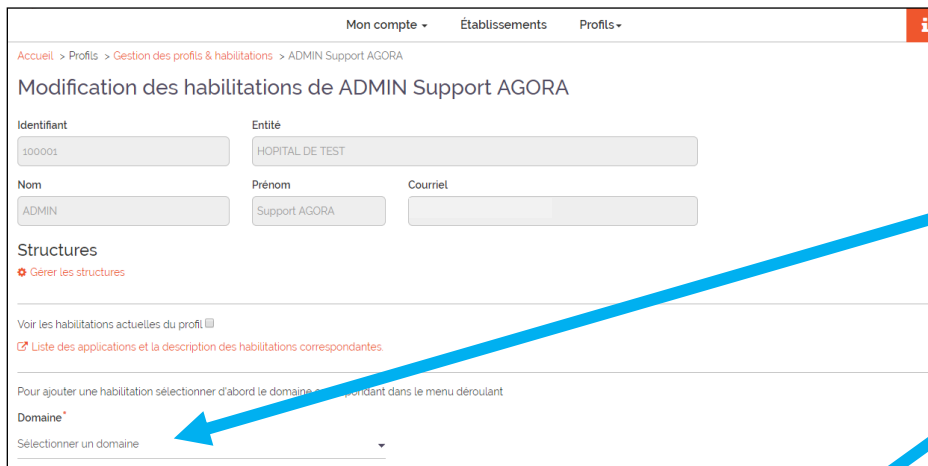 Mon compte Établissements Profils
i
Accueil > Profils > Gestion des profils & habilitations > ADMIN Support AGORA
Modification des habilitations de ADMIN Support AGORA
Identifiant Entité
100001 HOPITAL DE TEST
Nom Prénom Courriel
ADMIN Support AGORA
Structures
Gérer les structures
Voir les habilitations actuelles du profil
Liste des applications et la description des habilitations correspondantes.
Pour ajouter une habilitation sélectionner d'abord le domaine dans le menu déroulant
Domaine*
Sélectionner un domaine